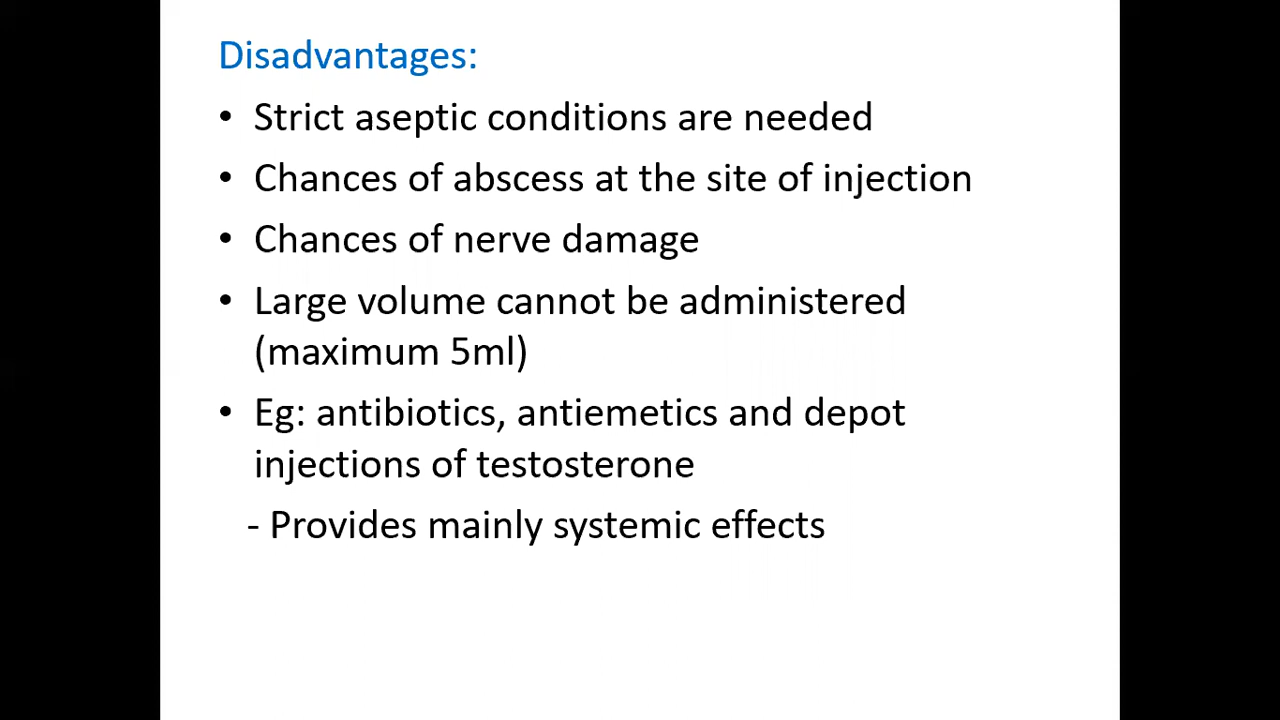 Disadvantages:
• Strict aseptic conditions are needed
• Chances of abscess at the site of injection
• Chances of nerve damage
• Large volume cannot be administered
(maximum 5ml)
• Eg: antibiotics, antiemetics and depot
injections of testosterone
- Provides mainly systemic effects